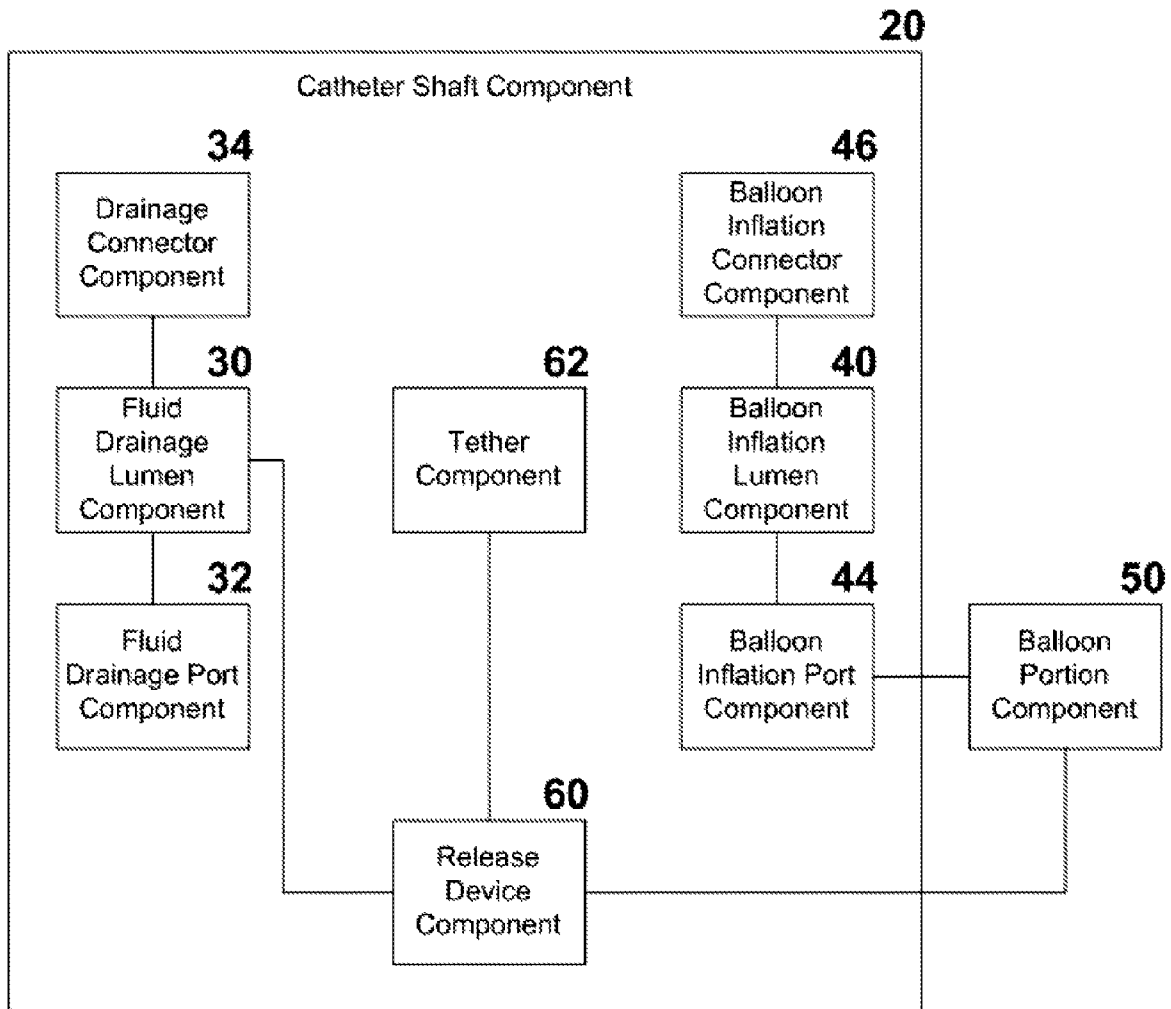 20
Catheter Shaft Component
34
Drainage
Connector
Component
46
Balloon
Inflation
Connector
Component
30
Fluid
Drainage
Lumen
Component
62
Tether
Component
40
Balloon
Inflation
Lumen
Component
32
Fluid
Drainage Port
Component
44
Balloon
Inflation Port
Component
50
Balloon
Portion
Component
60
Release
Device
Component